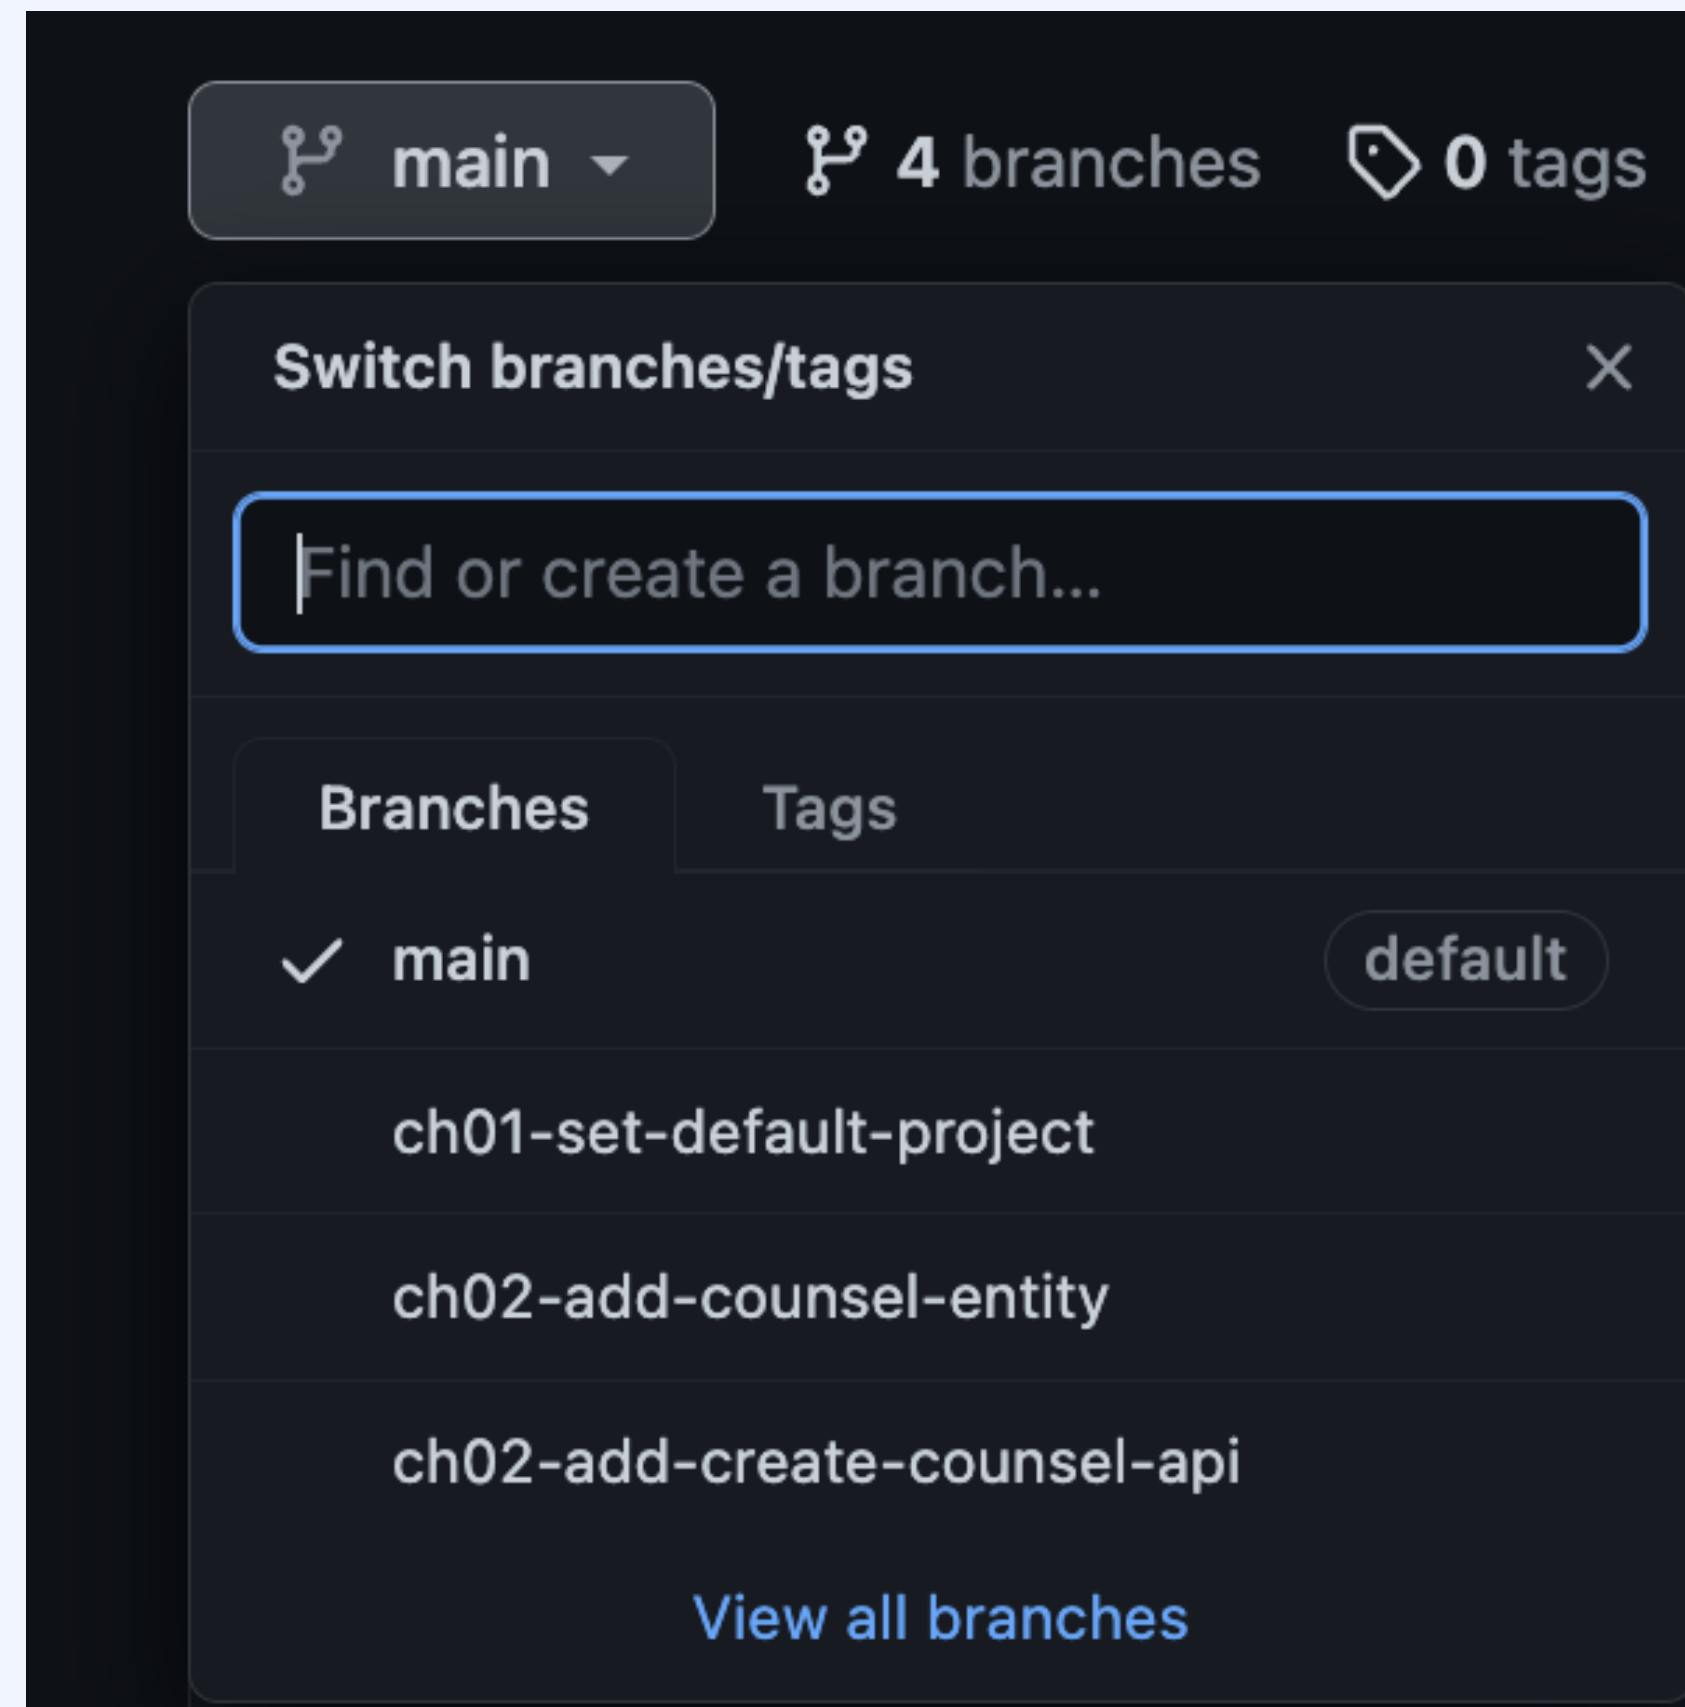 main 4 branches 0 tags
Switch branches/tags
Find or create a branch...
Branches Tags
main default
ch01-set-default-project
ch02-add-counsel-entity
ch02-add-create-counsel-api
View all branches